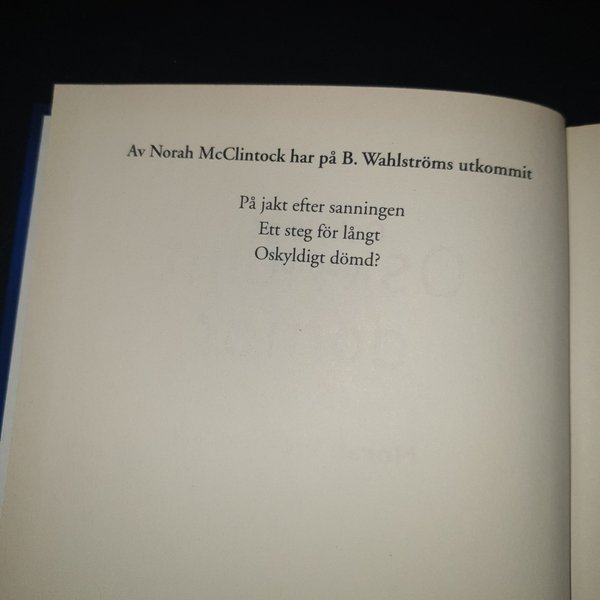 Av Norah McClintock har på B. Wahlströms utkommit
På jakt efter sanningen
Ett steg för långt
Oskyldigt dömd?